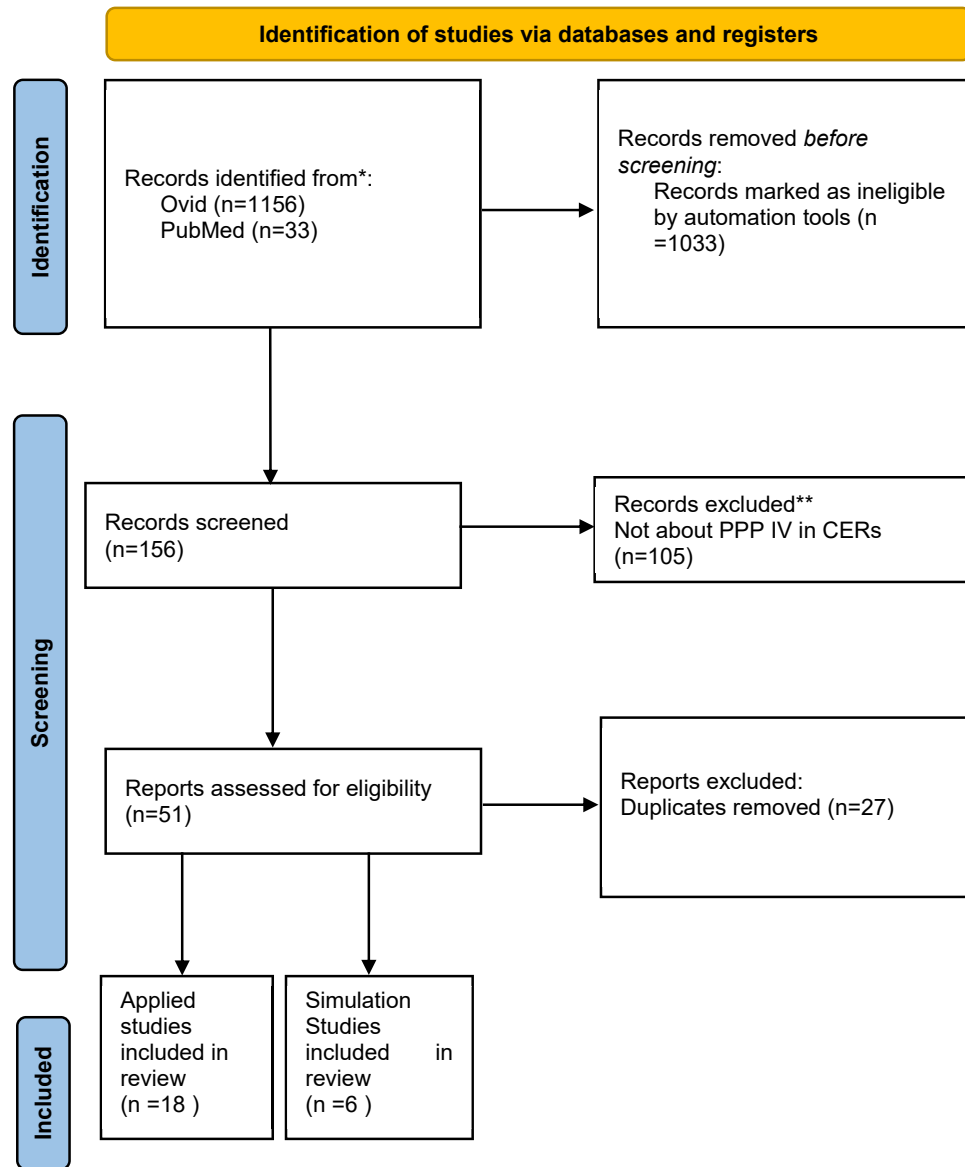 Identification of studies via databases and registers
Identification
Records identified from*:
Ovid (n=1156)
PubMed (n=33)
Records removed before
screening:
Records marked as ineligible
by automation tools (n
=1033)
Screening
Records screened
(n=156)
Records excluded**
Not about PPP IV in CERs
(n=105)
Reports assessed for eligibility
(n=51)
Reports excluded:
Duplicates removed (n=27)
Included
Applied
studies
included in
review
(n =18 )
Simulation
Studies
included in
review
(n =6 )